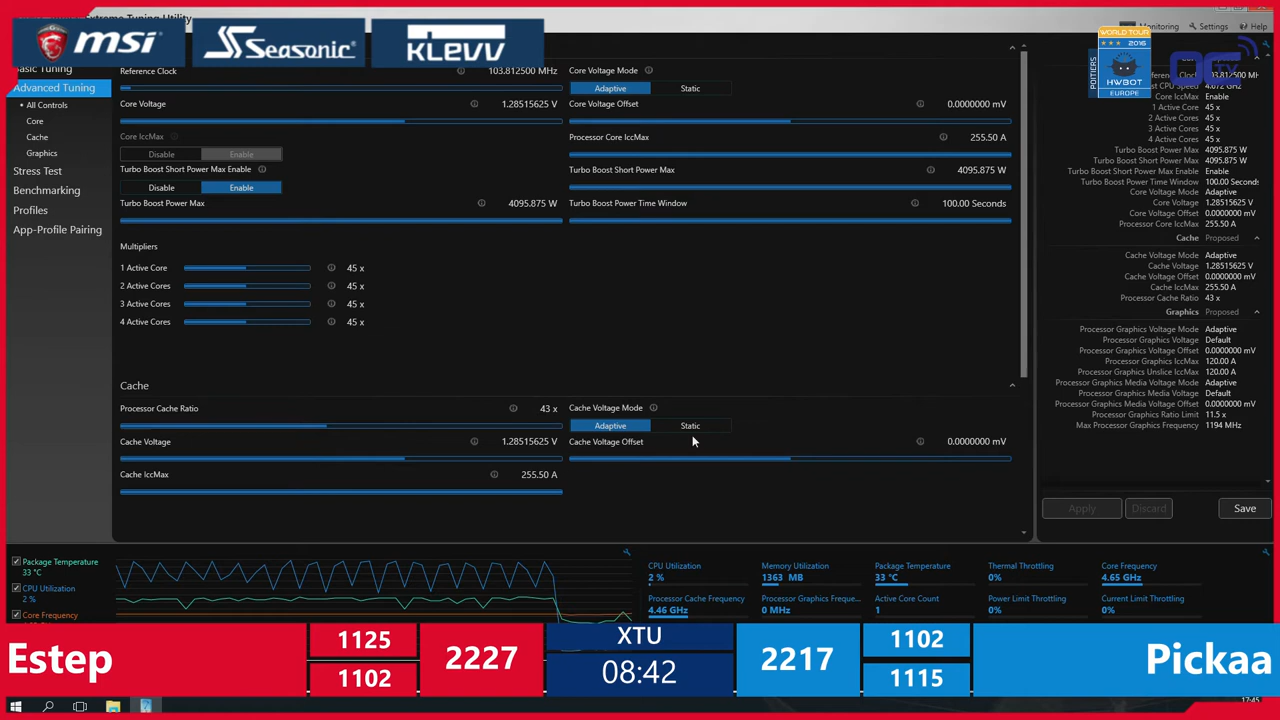 Extreme Tuning Utility
Monitoring
Settings
Help
msi
Seasonic
KLEVV
WORLD TOUR
2016
POITIERS
HWBOT
EUROPE
OCTV
Basic Tuning
Advanced Tuning
All Controls
Core
Cache
Graphics
Stress Test
Benchmarking
Profiles
App-Profile Pairing
Reference Clock 103.812500 MHz
Core Voltage Mode
Adaptive Static
Core Voltage 1.28515625 V
Core Voltage Offset 0.0000000 mV
Core IccMax
Disable Enable
Processor Core IccMax 255.50 A
Turbo Boost Short Power Max Enable
Disable Enable
Turbo Boost Short Power Max 4095.875 W
Turbo Boost Power Max 4095.875 W
Turbo Boost Power Time Window 100.00 Seconds
Multipliers
1 Active Core 45 x
2 Active Cores 45 x
3 Active Cores 45 x
4 Active Cores 45 x
Cache
Processor Cache Ratio 43 x
Cache Voltage Mode
Adaptive Static
Cache Voltage 1.28515625 V
Cache Voltage Offset 0.0000000 mV
Cache IccMax 255.50 A
CPU Speed 4.672 GHz
Core IccMax Enable
1 Active Core 45 x
2 Active Cores 45 x
3 Active Cores 45 x
4 Active Cores 45 x
Turbo Boost Power Max 4095.875 W
Turbo Boost Short Power Max 4095.875 W
Turbo Boost Short Power Max Enable Enable
Turbo Boost Power Time Window 100.00 Seconds
Core Voltage Mode Adaptive
Core Voltage 1.28515625 V
Core Voltage Offset 0.0000000 mV
Processor Core IccMax 255.50 A
Cache Proposed
Cache Voltage Mode Adaptive
Cache Voltage 1.28515625 V
Cache Voltage Offset 0.0000000 mV
Cache IccMax 255.50 A
Processor Cache Ratio 43 x
Graphics Proposed
Processor Graphics Voltage Mode Adaptive
Processor Graphics Voltage Default
Processor Graphics Voltage Offset 0.0000000 mV
Processor Graphics IccMax 120.00 A
Processor Graphics Unslice IccMax 120.00 A
Processor Graphics Media Voltage Mode Adaptive
Processor Graphics Media Voltage Default
Processor Graphics Media Voltage Offset 0.0000000 mV
Processor Graphics Ratio Limit 11.5 x
Max Processor Graphics Frequency 1194 MHz
Apply Discard Save
Package Temperature
33 °C
CPU Utilization
2 %
Core Frequency
CPU Utilization
2 %
Memory Utilization
1363 MB
Package Temperature
33 °C
Thermal Throttling
0%
Core Frequency
4.65 GHz
Processor Cache Frequency
4.46 GHz
Processor Graphics Freque...
0 MHz
Active Core Count
1
Power Limit Throttling
0%
Current Limit Throttling
0%
Estep
1125
1102
2227
XTU
08:42
2217
1102
1115
Pickaa
17:45